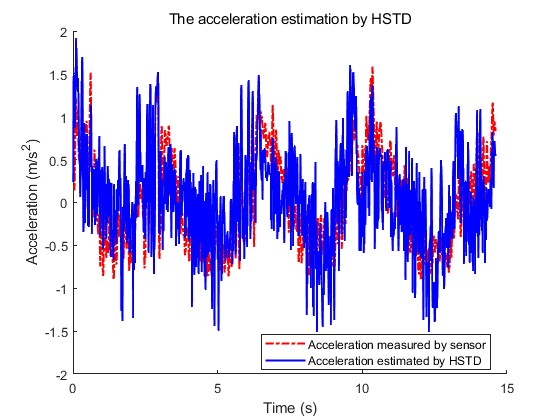 The acceleration estimation by HSTD
2
1.5
1
0.5
0
-0.5
-1
-1.5
-2
Acceleration (m/s²)
Acceleration measured by sensor
Acceleration estimated by HSTD
0 5 10 15
Time (s)